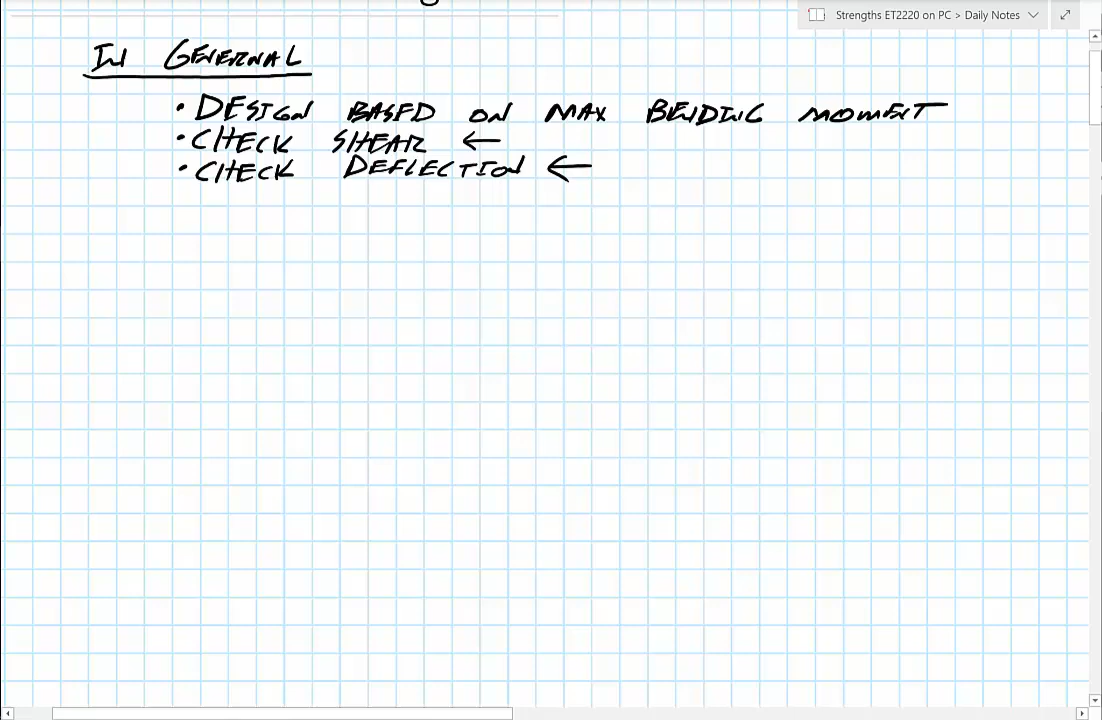 Strengths ET2220 on PC > Daily Notes
IN GENERAL
• DESIGN BASED ON MAX BENDING MOMENT
• CHECK SHEAR ←
• CHECK DEFLECTION ←